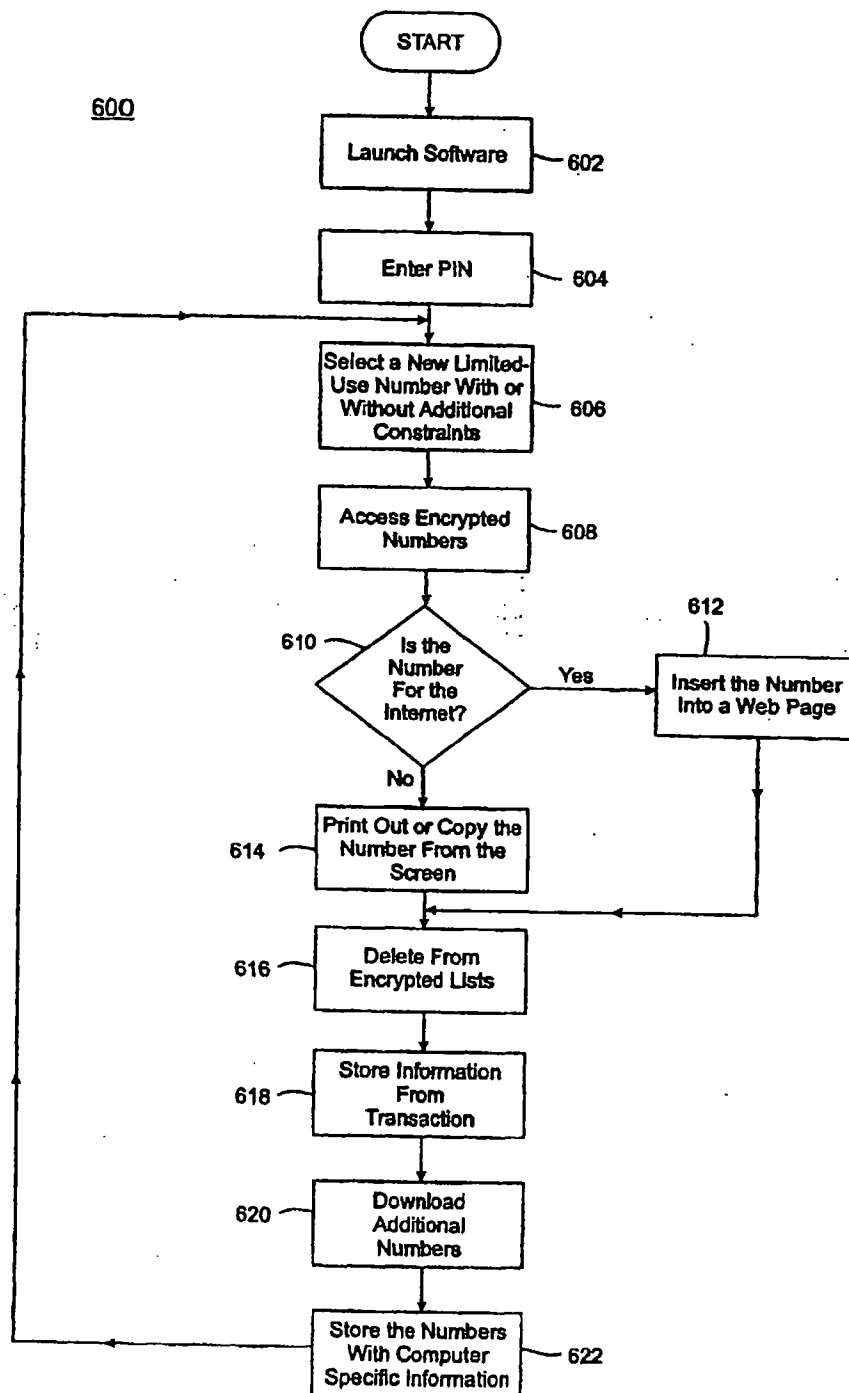 START
600
Launch Software
602
Enter PIN
604
Select a New Limited-
Use Number With or
Without Additional
Constraints
606
Access Encrypted
Numbers
608
610
Is the
Number
For the
Internet?
Yes
612
Insert the Number
Into a Web Page
No
614
Print Out or Copy the
Number From the
Screen
616
Delete From
Encrypted Lists
618
Store Information
From
Transaction
620
Download
Additional
Numbers
Store the Numbers
With Computer
Specific Information
622